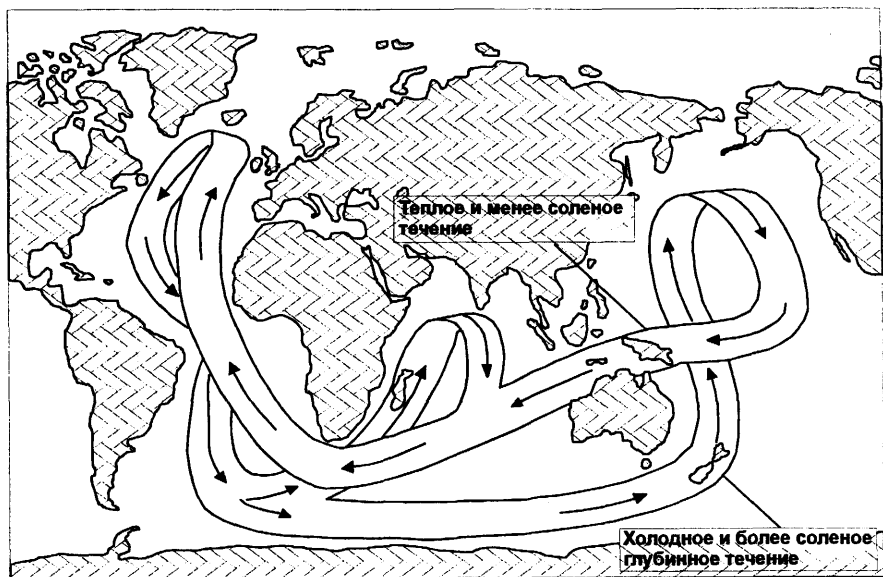 Теплое и менее соленое
течение
Холодное и более соленое
глубинное течение